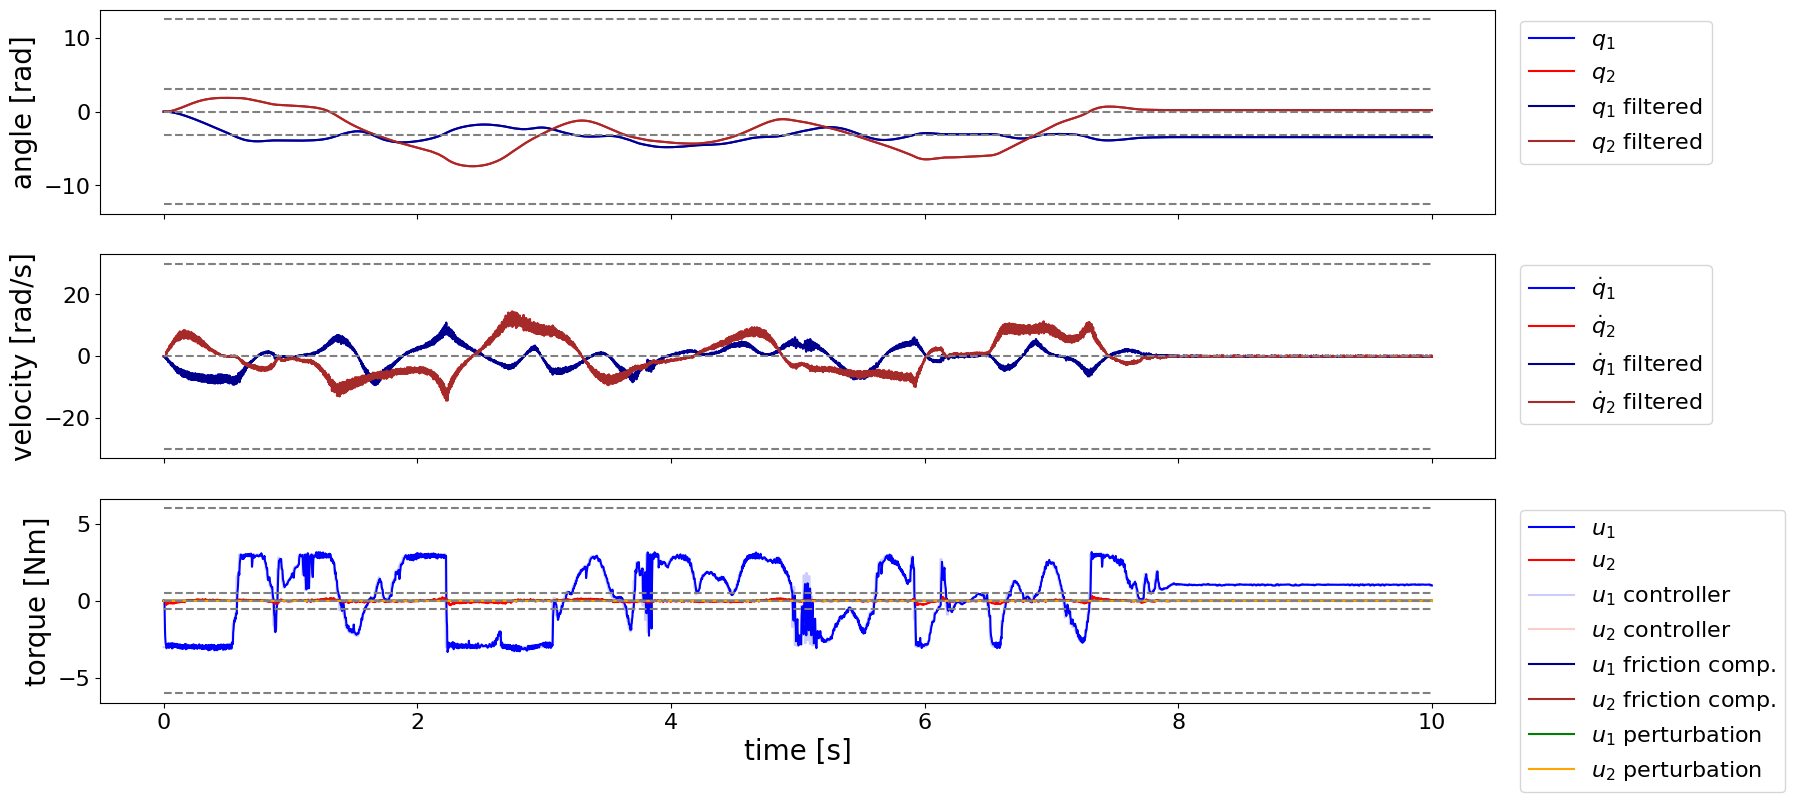 angle [rad]
10
0
−10
q₁
q₂
q₁ filtered
q₂ filtered
velocity [rad/s]
20
0
−20
q̇₁
q̇₂
q̇₁ filtered
q̇₂ filtered
torque [Nm]
5
0
−5
0 2 4 6 8 10
time [s]
u₁
u₂
u₁ controller
u₂ controller
u₁ friction comp.
u₂ friction comp.
u₁ perturbation
u₂ perturbation